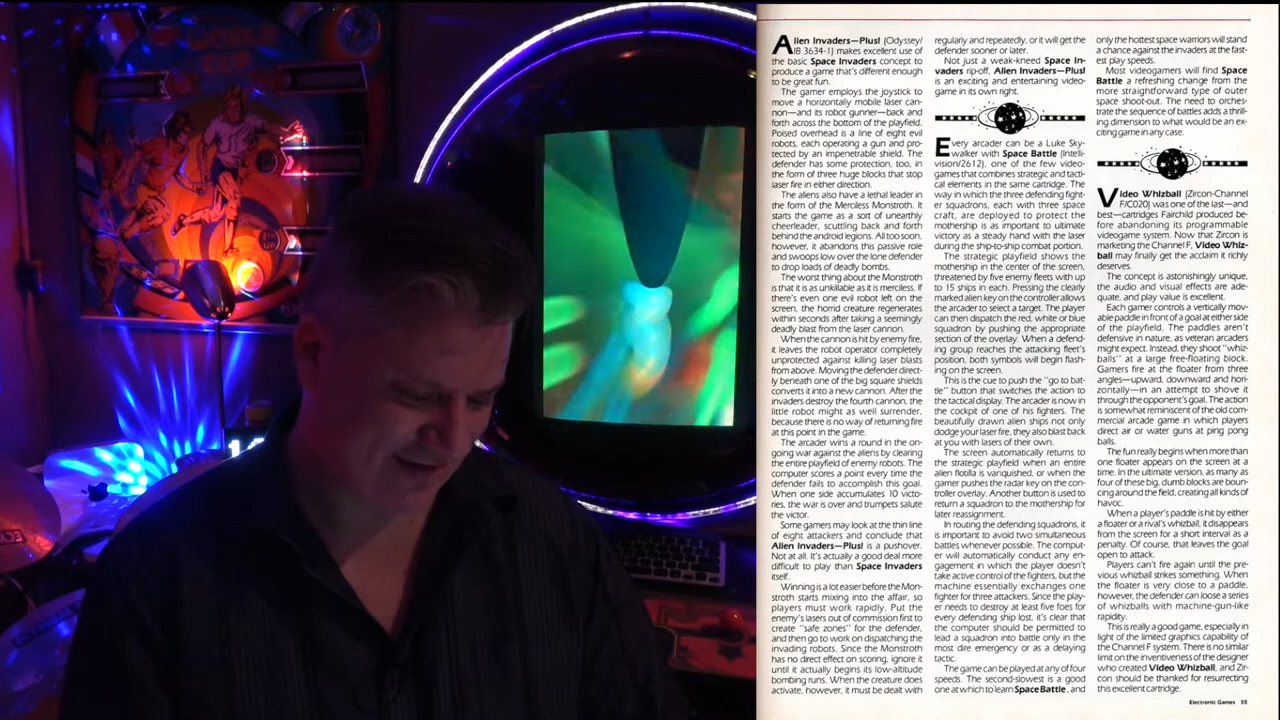 Alien Invaders—Plus! (Odyssey/
IB 3634-1) makes excellent use of
the basic Space Invaders concept to
produce a game that's different enough
to be great fun.
The gamer employs the joystick to
move a horizontally mobile laser can-
non—and its robot gunner—back and
forth across the bottom of the playfield.
Poised overhead is a line of eight evil
robots, each operating a gun and pro-
tected by an impenetrable shield. The
defender has some protection, too, in
the form of three huge blocks that stop
laser fire in either direction.
The aliens also have a lethal leader in
the form of the Merciless Monstroth. It
starts the game as a sort of unearthly
cheerleader, scuttling back and forth
behind the android legions. All too soon,
however, it abandons this passive role
and swoops low over the lone defender
to drop loads of deadly bombs.
The worst thing about the Monstroth
is that it is as unkillable as it is merciless. If
there's even one evil robot left on the
screen, the horrid creature regenerates
within seconds after taking a seemingly
deadly blast from the laser cannon.
When the cannon is hit by enemy fire,
it leaves the robot operator completely
unprotected against killing laser blasts
from above. Moving the defender direct-
ly beneath one of the big square shields
converts it into a new cannon. After the
invaders destroy the fourth cannon, the
little robot might as well surrender,
because there is no way of returning fire
at this point in the game.
The arcader wins a round in the on-
going war against the aliens by clearing
the entire playfield of enemy robots. The
computer scores a point every time the
defender fails to accomplish this goal.
When one side accumulates 10 victo-
ries, the war is over and trumpets salute
the victor.
Some gamers may look at the thin line
of eight attackers and conclude that
Alien Invaders—Plus! is a pushover.
Not at all. It's actually a good deal more
difficult to play than Space Invaders
itself.
Winning is a lot easier before the Mon-
stroth starts mixing into the affair, so
players must work rapidly. Put the
enemy's lasers out of commission first to
create "safe zones" for the defender,
and then go to work on dispatching the
invading robots. Since the Monstroth
has no direct effect on scoring, ignore it
until it actually begins its low-altitude
bombing runs. When the creature does
activate, however, it must be dealt with
regularly and repeatedly, or it will get the
defender sooner or later.
Not just a weak-kneed Space In-
vaders rip-off, Alien Invaders—Plus!
is an exciting and entertaining video-
game in its own right.
Every arcader can be a Luke Sky-
walker with Space Battle (Intelli-
vision/2612), one of the few video-
games that combines strategic and tacti-
cal elements in the same cartridge. The
way in which the three defending fight-
er squadrons, each with three space
craft, are deployed to protect the
mothership is as important to ultimate
victory as a steady hand with the laser
during the ship-to-ship combat portion.
The strategic playfield shows the
mothership in the center of the screen,
threatened by five enemy fleets with up
to 15 ships in each. Pressing the clearly
marked alien key on the controller allows
the arcader to select a target. The player
can then dispatch the red, white or blue
squadron by pushing the appropriate
section of the overlay. When a defend-
ing group reaches the attacking fleet's
position, both symbols will begin flash-
ing on the screen.
This is the cue to push the "go to bat-
tle" button that switches the action to
the tactical display. The arcader is now in
the cockpit of one of his fighters. The
beautifully drawn alien ships not only
dodge your laser fire, they also blast back
at you with lasers of their own.
The screen automatically returns to
the strategic playfield when an entire
alien flotilla is vanquished, or when the
gamer pushes the radar key on the con-
troller overlay. Another button is used to
return a squadron to the mothership for
later reassignment.
In routing the defending squadrons, it
is important to avoid two simultaneous
battles whenever possible. The comput-
er will automatically conduct any en-
gagement in which the player doesn't
take active control of the fighters, but the
machine essentially exchanges one
fighter for three attackers. Since the play-
er needs to destroy at least five foes for
every defending ship lost, it's clear that
the computer should be permitted to
lead a squadron into battle only in the
most dire emergency or as a delaying
tactic.
The game can be played at any of four
speeds. The second-slowest is a good
one at which to learn Space Battle, and
only the hottest space warriors will stand
a chance against the invaders at the fast-
est play speeds.
Most videogamers will find Space
Battle a refreshing change from the
more straightforward type of outer
space shoot-out. The need to orches-
trate the sequence of battles adds a thrill-
ing dimension to what would be an ex-
citing game in any case.
Video Whizball (Zircon-Channel
F/C020) was one of the last—and
best—cartridges Fairchild produced be-
fore abandoning its programmable
videogame system. Now that Zircon is
marketing the Channel F, Video Whiz-
ball may finally get the acclaim it richly
deserves.
The concept is astonishingly unique,
the audio and visual effects are ade-
quate, and play value is excellent.
Each gamer controls a vertically mov-
able paddle in front of a goal at either side
of the playfield. The paddles aren't
defensive in nature, as veteran arcaders
might expect. Instead, they shoot "whiz-
balls" at a large free-floating block.
Gamers fire at the floater from three
angles—upward, downward and hori-
zontally—in an attempt to shove it
through the opponent's goal. The action
is somewhat reminiscent of the old com-
mercial arcade game in which players
direct air or water guns at ping pong
balls.
The fun really begins when more than
one floater appears on the screen at a
time. In the ultimate version, as many as
four of these big, dumb blocks are boun-
cing around the field, creating all kinds of
havoc.
When a player's paddle is hit by either
a floater or a rival's whizball, it disappears
from the screen for a short interval as a
penalty. Of course, that leaves the goal
open to attack.
Players can't fire again until the pre-
vious whizball strikes something. When
the floater is very close to a paddle,
however, the defender can loose a series
of whizballs with machine-gun-like
rapidity.
This is really a good game, especially in
light of the limited graphics capability of
the Channel F system. There is no similar
limit on the inventiveness of the designer
who created Video Whizball, and Zir-
con should be thanked for resurrecting
this excellent cartridge.
Electronic Games 55